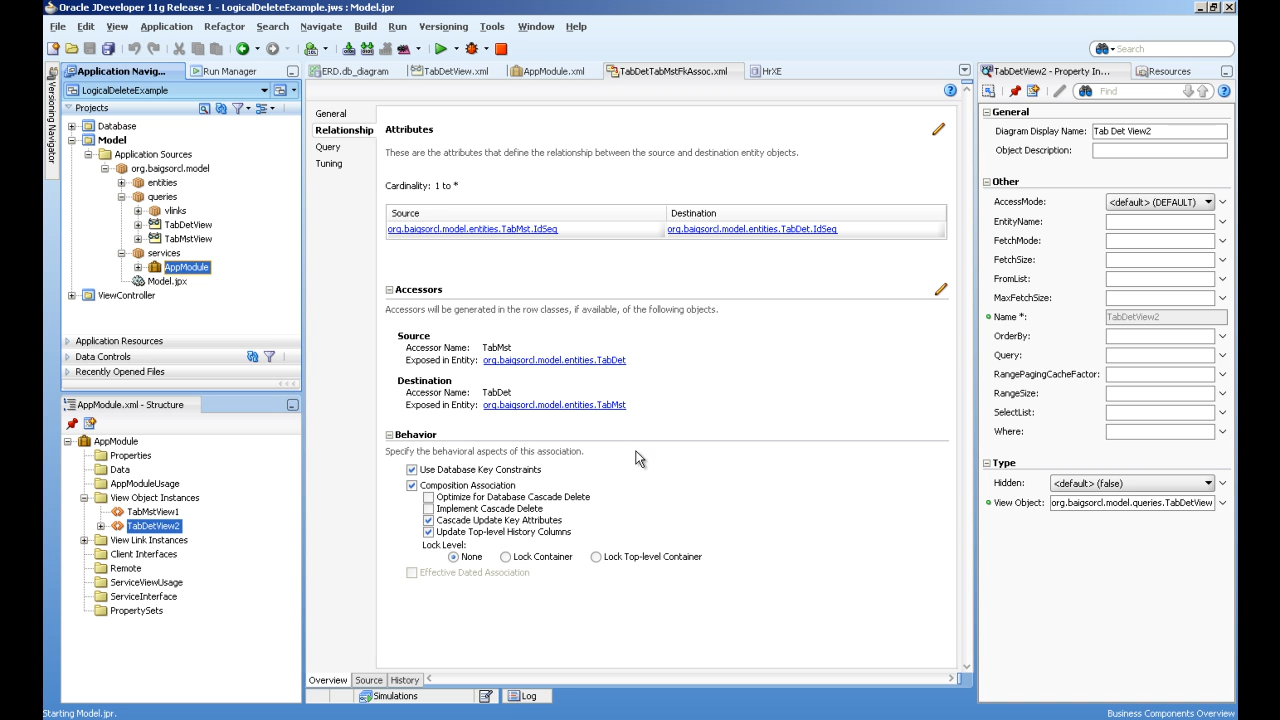 Oracle JDeveloper 11g Release 1 - LogicalDeleteExample.jws : Model.jpr
File Edit View Application Refactor Search Navigate Build Run Versioning Tools Window Help
Search
Application Navig...
Run Manager
LogicalDeleteExample
Projects
Database
Model
Application Sources
org.baigsorcl.model
entities
queries
vlinks
TabDetView
TabMstView
services
AppModule
Model.jpx
ViewController
Application Resources
Data Controls
Recently Opened Files
Versioning Navigator
AppModule.xml - Structure
AppModule
Properties
Data
AppModuleUsage
View Object Instances
TabMstView1
TabDetView2
View Link Instances
Client Interfaces
Remote
ServiceViewUsage
ServiceInterface
PropertySets
ERD.db_diagram
TabDetView.xml
AppModule.xml
TabDetTabMstFkAssoc.xml
HrXE
General
Relationship
Query
Tuning
Attributes
These are the attributes that define the relationship between the source and destination entity objects.
Cardinality: 1 to *
Source Destination
org.baigsorcl.model.entities.TabMst.IdSeq org.baigsorcl.model.entities.TabDet.IdSeq
Accessors
Accessors will be generated in the row classes, if available, of the following objects.
Source
Accessor Name: TabMst
Exposed in Entity: org.baigsorcl.model.entities.TabDet
Destination
Accessor Name: TabDet
Exposed in Entity: org.baigsorcl.model.entities.TabMst
Behavior
Specify the behavioral aspects of this association.
Use Database Key Constraints
Composition Association
Optimize for Database Cascade Delete
Implement Cascade Delete
Cascade Update Key Attributes
Update Top-level History Columns
Lock Level:
None Lock Container Lock Top-level Container
Effective Dated Association
Overview Source History
Simulations
Log
TabDetView2 - Property In...
Resources
Find
General
Diagram Display Name: Tab Det View2
Object Description:
Other
AccessMode: <default> (DEFAULT)
EntityName:
FetchMode:
FetchSize:
FromList:
MaxFetchSize:
Name *: TabDetView2
OrderBy:
Query:
RangePagingCacheFactor:
RangeSize:
SelectList:
Where:
Type
Hidden: <default> (false)
View Object: org.baigsorcl.model.queries.TabDetView
Starting Model.jpr.
Business Components Overview